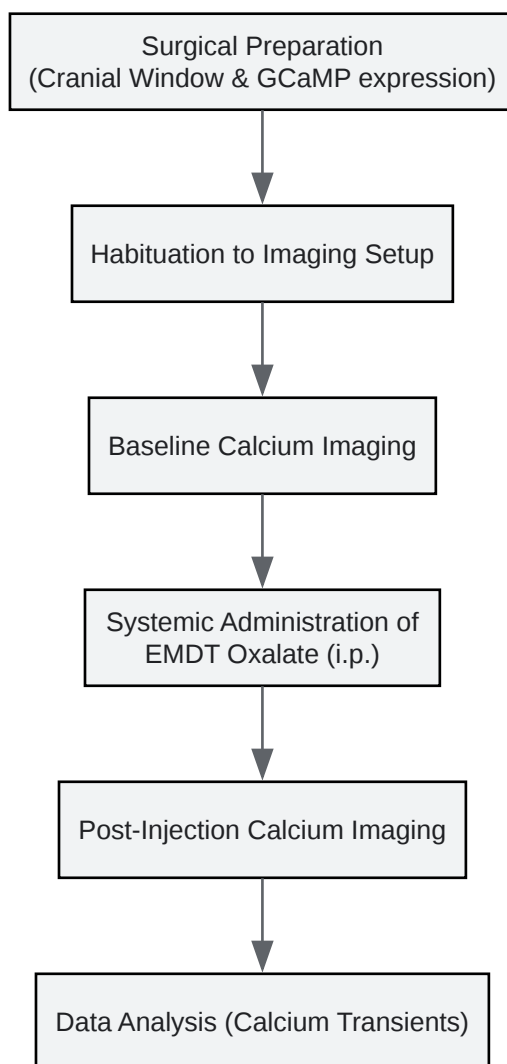 Surgical Preparation
(Cranial Window & GCaMP expression)
Habituation to Imaging Setup
Baseline Calcium Imaging
Systemic Administration of
EMDT Oxalate (i.p.)
Post-Injection Calcium Imaging
Data Analysis (Calcium Transients)